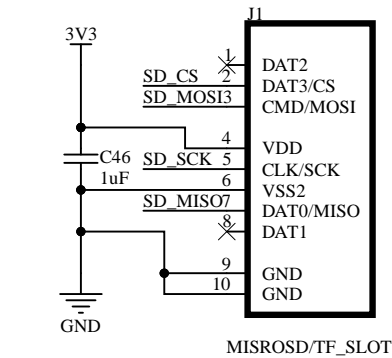 J1
3V3
1
DAT2
SD_CS 2 DAT3/CS
SD_MOSI3 CMD/MOSI
4 VDD
C46 SD_SCK 5 CLK/SCK
1uF 6 VSS2
SD_MISO7 DAT0/MISO
8 DAT1
9 GND
10 GND
GND
MISROSD/TF_SLOT